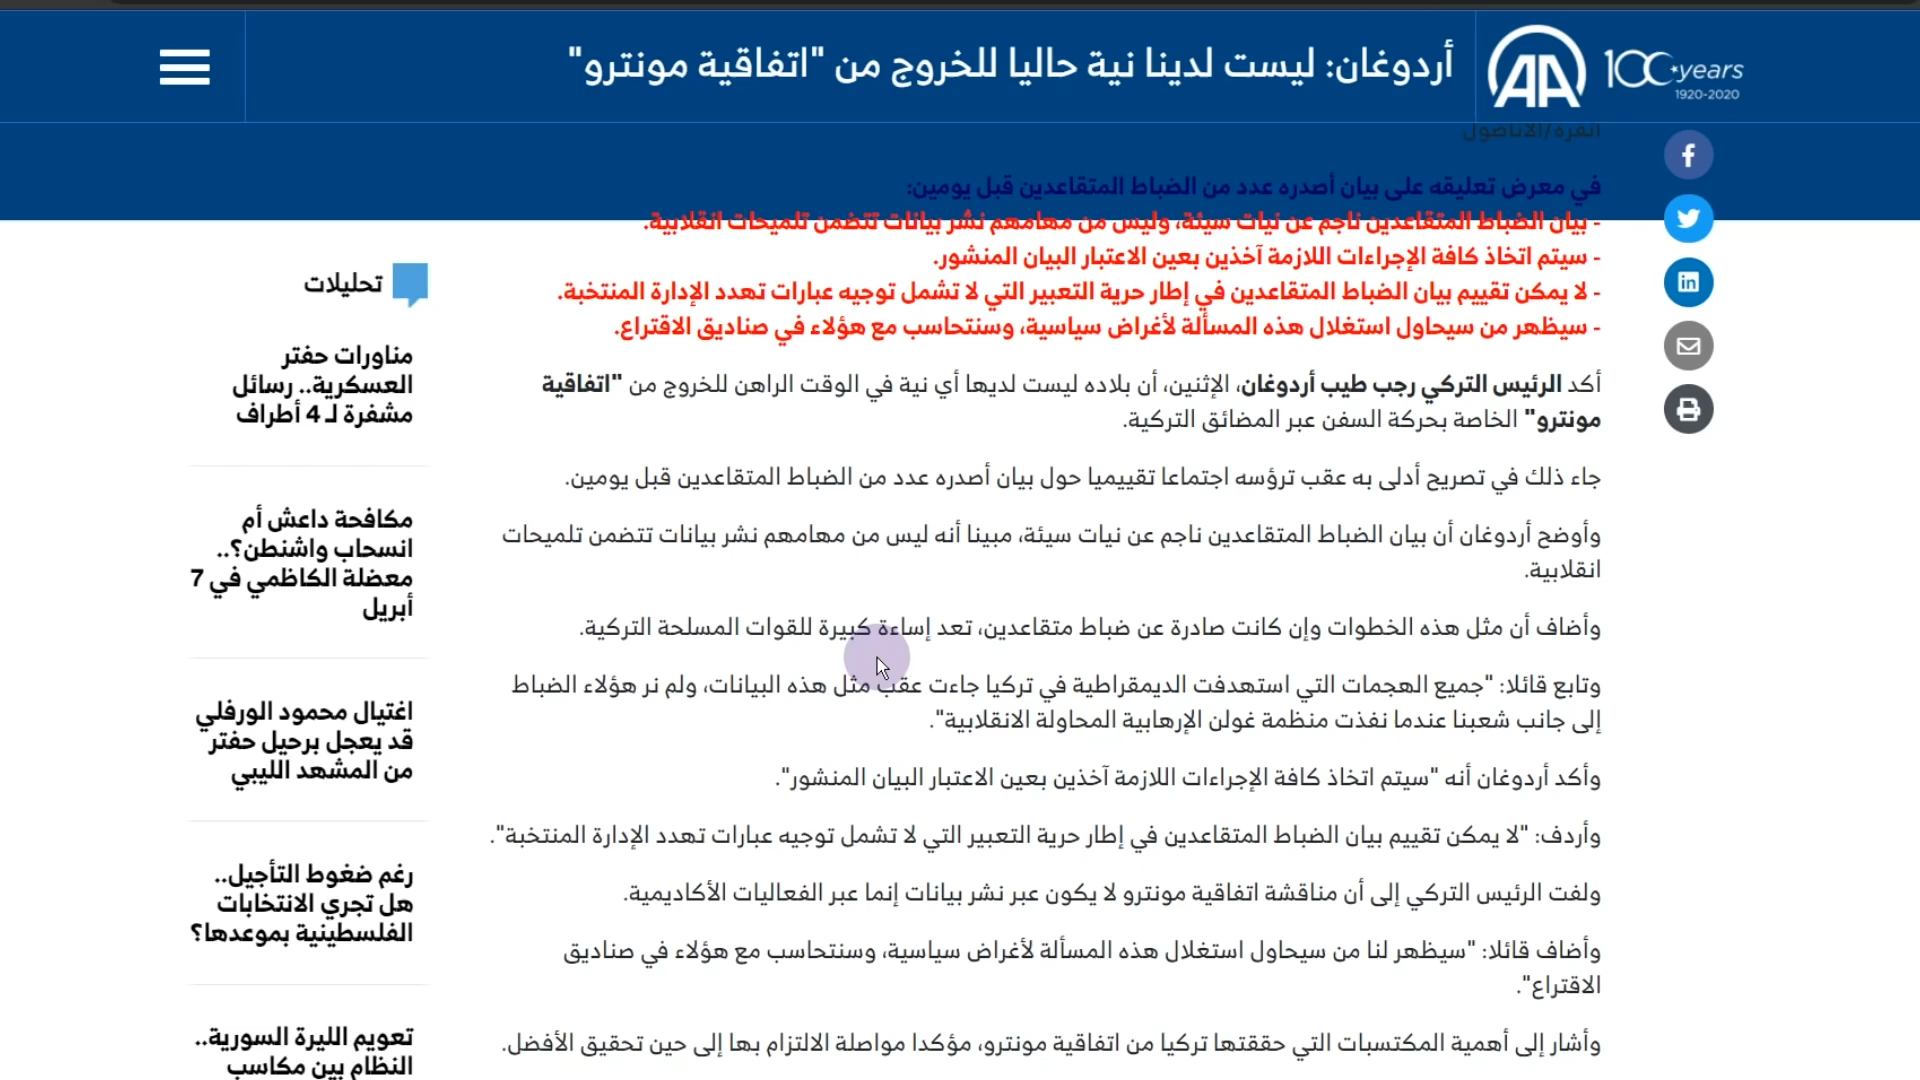 أردوغان: ليست لدينا نية حاليا للخروج من "اتفاقية مونترو"
AA
100 years
1920-2020
أنقرة/الأناضول
في معرض تعليقه على بيان أصدره عدد من الضباط المتقاعدين قبل يومين:
- بيان الضباط المتقاعدين ناجم عن نيات سيئة، وليس من مهامهم نشر بيانات تتضمن تلميحات انقلابية.
- سيتم اتخاذ كافة الإجراءات اللازمة آخذين بعين الاعتبار البيان المنشور.
- لا يمكن تقييم بيان الضباط المتقاعدين في إطار حرية التعبير التي لا تشمل توجيه عبارات تهدد الإدارة المنتخبة.
- سيظهر من سيحاول استغلال هذه المسألة لأغراض سياسية، وسنتحاسب مع هؤلاء في صناديق الاقتراع.
أكد الرئيس التركي رجب طيب أردوغان، الإثنين، أن بلاده ليست لديها أي نية في الوقت الراهن للخروج من "اتفاقية
مونترو" الخاصة بحركة السفن عبر المضائق التركية.
جاء ذلك في تصريح أدلى به عقب ترؤسه اجتماعا تقييميا حول بيان أصدره عدد من الضباط المتقاعدين قبل يومين.
وأوضح أردوغان أن بيان الضباط المتقاعدين ناجم عن نيات سيئة، مبينا أنه ليس من مهامهم نشر بيانات تتضمن تلميحات
انقلابية.
وأضاف أن مثل هذه الخطوات وإن كانت صادرة عن ضباط متقاعدين، تعد إساءة كبيرة للقوات المسلحة التركية.
وتابع قائلا: "جميع الهجمات التي استهدفت الديمقراطية في تركيا جاءت عقب مثل هذه البيانات، ولم نر هؤلاء الضباط
إلى جانب شعبنا عندما نفذت منظمة غولن الإرهابية المحاولة الانقلابية".
وأكد أردوغان أنه "سيتم اتخاذ كافة الإجراءات اللازمة آخذين بعين الاعتبار البيان المنشور".
وأردف: "لا يمكن تقييم بيان الضباط المتقاعدين في إطار حرية التعبير التي لا تشمل توجيه عبارات تهدد الإدارة المنتخبة".
ولفت الرئيس التركي إلى أن مناقشة اتفاقية مونترو لا يكون عبر نشر بيانات إنما عبر الفعاليات الأكاديمية.
وأضاف قائلا: "سيظهر لنا من سيحاول استغلال هذه المسألة لأغراض سياسية، وسنتحاسب مع هؤلاء في صناديق
الاقتراع".
وأشار إلى أهمية المكتسبات التي حققتها تركيا من اتفاقية مونترو، مؤكدا مواصلة الالتزام بها إلى حين تحقيق الأفضل.
تحليلات
مناورات حفتر
العسكرية.. رسائل
مشفرة لـ 4 أطراف
مكافحة داعش أم
انسحاب واشنطن؟..
معضلة الكاظمي في 7
أبريل
اغتيال محمود الورفلي
قد يعجل برحيل حفتر
من المشهد الليبي
رغم ضغوط التأجيل..
هل تجري الانتخابات
الفلسطينية بموعدها؟
تعويم الليرة السورية..
النظام بين مكاسب